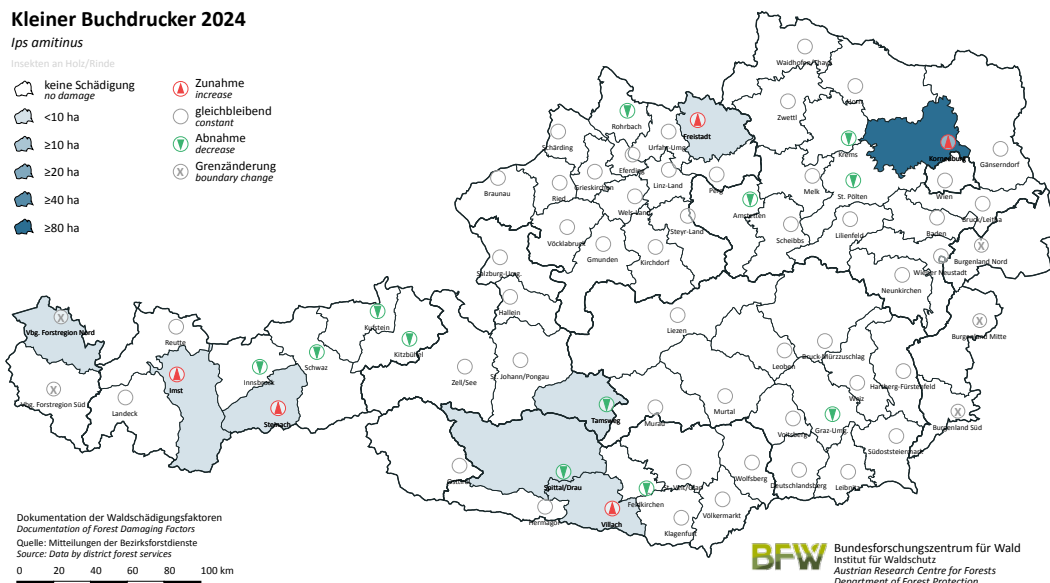 Kleiner Buchdrucker 2024
Ips amitinus
Insekten an Holz/Rinde
keine Schädigung
no damage
<10 ha
≥10 ha
≥20 ha
≥40 ha
≥80 ha
Zunahme
increase
gleichbleibend
constant
Abnahme
decrease
Grenzänderung
boundary change
Waidhofen/Thaya
Horn
Zwettl
Rohrbach
Freistadt
Krems
Korneuburg
Gänserndorf
Schärding
Urfahr-Umg.
Eferding
Grieskirchen
Linz-Land
Perg
Melk
St. Pölten
Wien
Braunau
Ried
Wels-Land
Amstetten
Bruck/Leitha
Steyr-Land
Scheibbs
Lilienfeld
Baden
Vöcklabruck
Gmunden
Kirchdorf
Burgenland Nord
Wiener Neustadt
Salzburg-Umg.
Neunkirchen
Hallein
Liezen
Burgenland Mitte
Vbg. Forstregion Nord
Reutte
Kufstein
Kitzbühel
Bruck-Mürzzuschlag
Leoben
Schwaz
Innsbruck
Zell/See
St. Johann/Pongau
Hartberg-Fürstenfeld
Weiz
Imst
Vbg. Forstregion Süd
Landeck
Steinach
Tamsweg
Murau
Murtal
Voitsberg
Graz-Umg.
Burgenland Süd
Südoststeiermark
Osttirol
Spittal/Drau
St. Veit/Glan
Wolfsberg
Deutschlandsberg
Leibnitz
Hermagor
Villach
Feldkirchen
Klagenfurt
Völkermarkt
Dokumentation der Waldschädigungsfaktoren
Documentation of Forest Damaging Factors
Quelle: Mitteilungen der Bezirksforstdienste
Source: Data by district forest services
0 20 40 60 80 100 km
BFW
Bundesforschungszentrum für Wald
Institut für Waldschutz
Austrian Research Centre for Forests
Department of Forest Protection